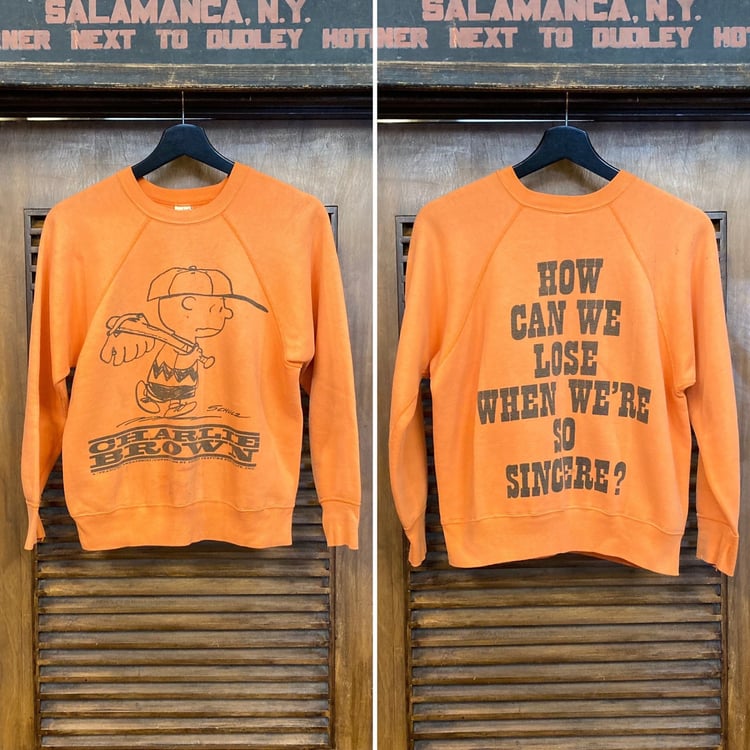 SALAMANCA, N.Y.
NER NEXT TO DUDLEY HOT
SCHULZ
CHARLIE
BROWN
SALAMANCA, N.Y.
NER NEXT TO DUDLEY HOT
HOW
CAN WE
LOSE
WHEN WE'RE
SO
SINCERE?